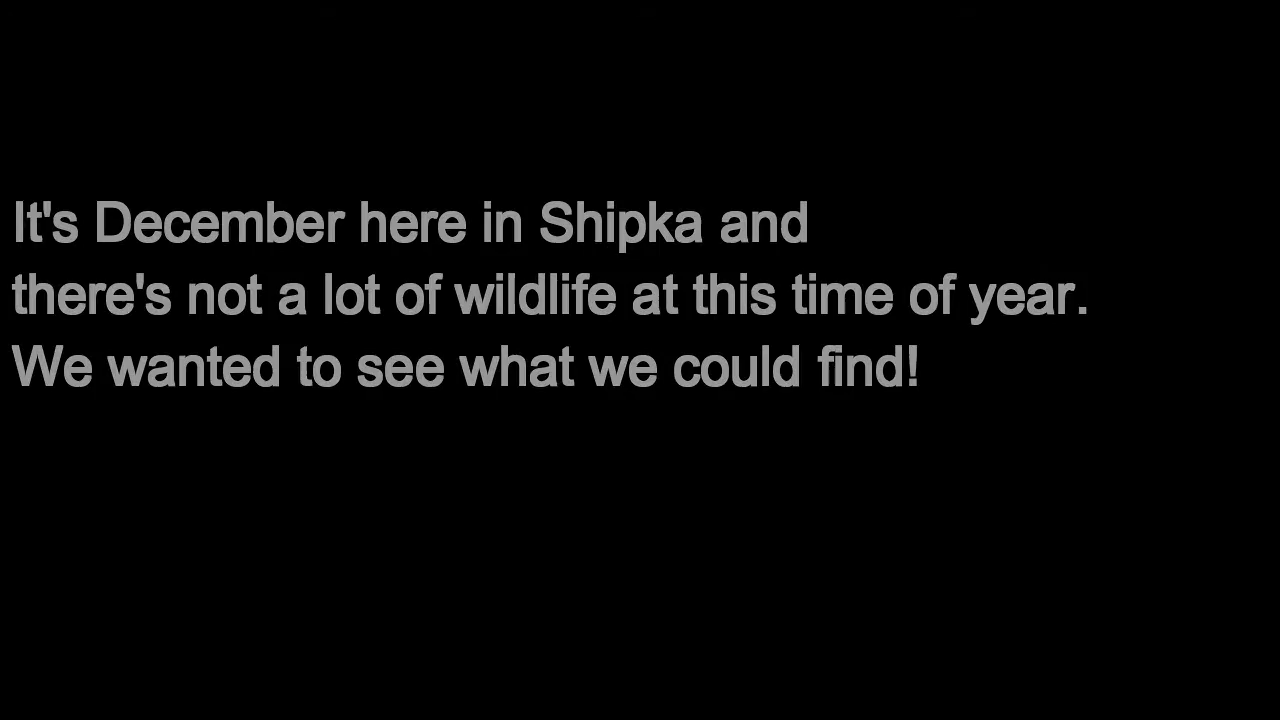 It's December here in Shipka and
there's not a lot of wildlife at this time of year.
We wanted to see what we could find!